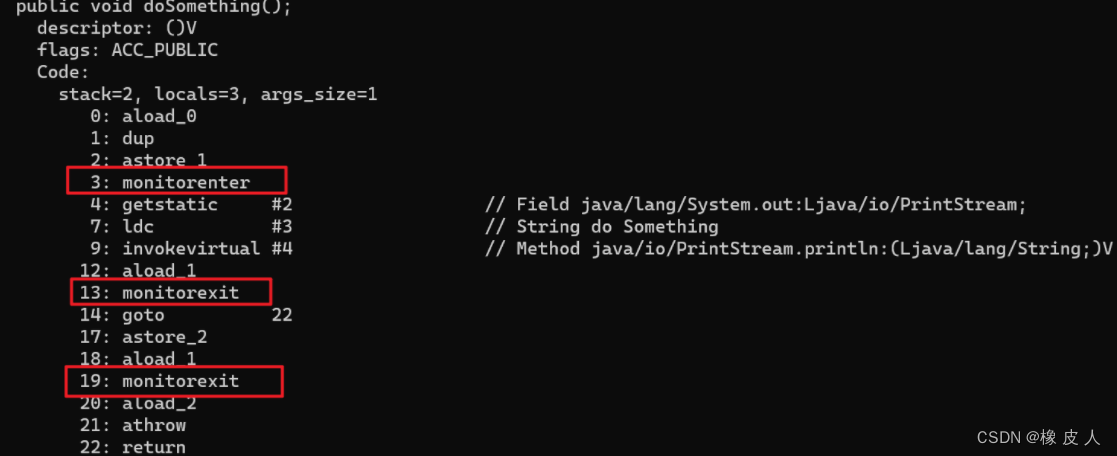 public void doSomething();
descriptor: ()V
flags: ACC_PUBLIC
Code:
stack=2, locals=3, args_size=1
0: aload_0
1: dup
2: astore_1
3: monitorenter
4: getstatic #2 // Field java/lang/System.out:Ljava/io/PrintStream;
7: ldc #3 // String do Something
9: invokevirtual #4 // Method java/io/PrintStream.println:(Ljava/lang/String;)V
12: aload_1
13: monitorexit
14: goto 22
17: astore_2
18: aload_1
19: monitorexit
20: aload_2
21: athrow
22: return
CSDN @橡 皮 人